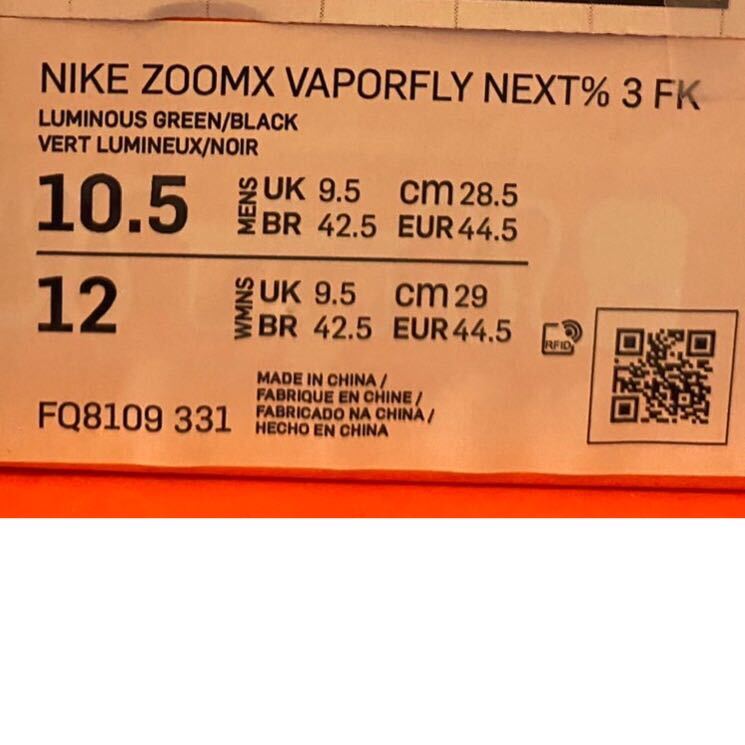 NIKE ZOOMX VAPORFLY NEXT% 3 FK
LUMINOUS GREEN/BLACK
VERT LUMINEUX/NOIR
10.5 MENS UK 9.5 cm 28.5
BR 42.5 EUR 44.5
12 WMNS UK 9.5 cm 29
BR 42.5 EUR 44.5
RFID
FQ8109 331
MADE IN CHINA /
FABRIQUE EN CHINE /
FABRICADO NA CHINA /
HECHO EN CHINA